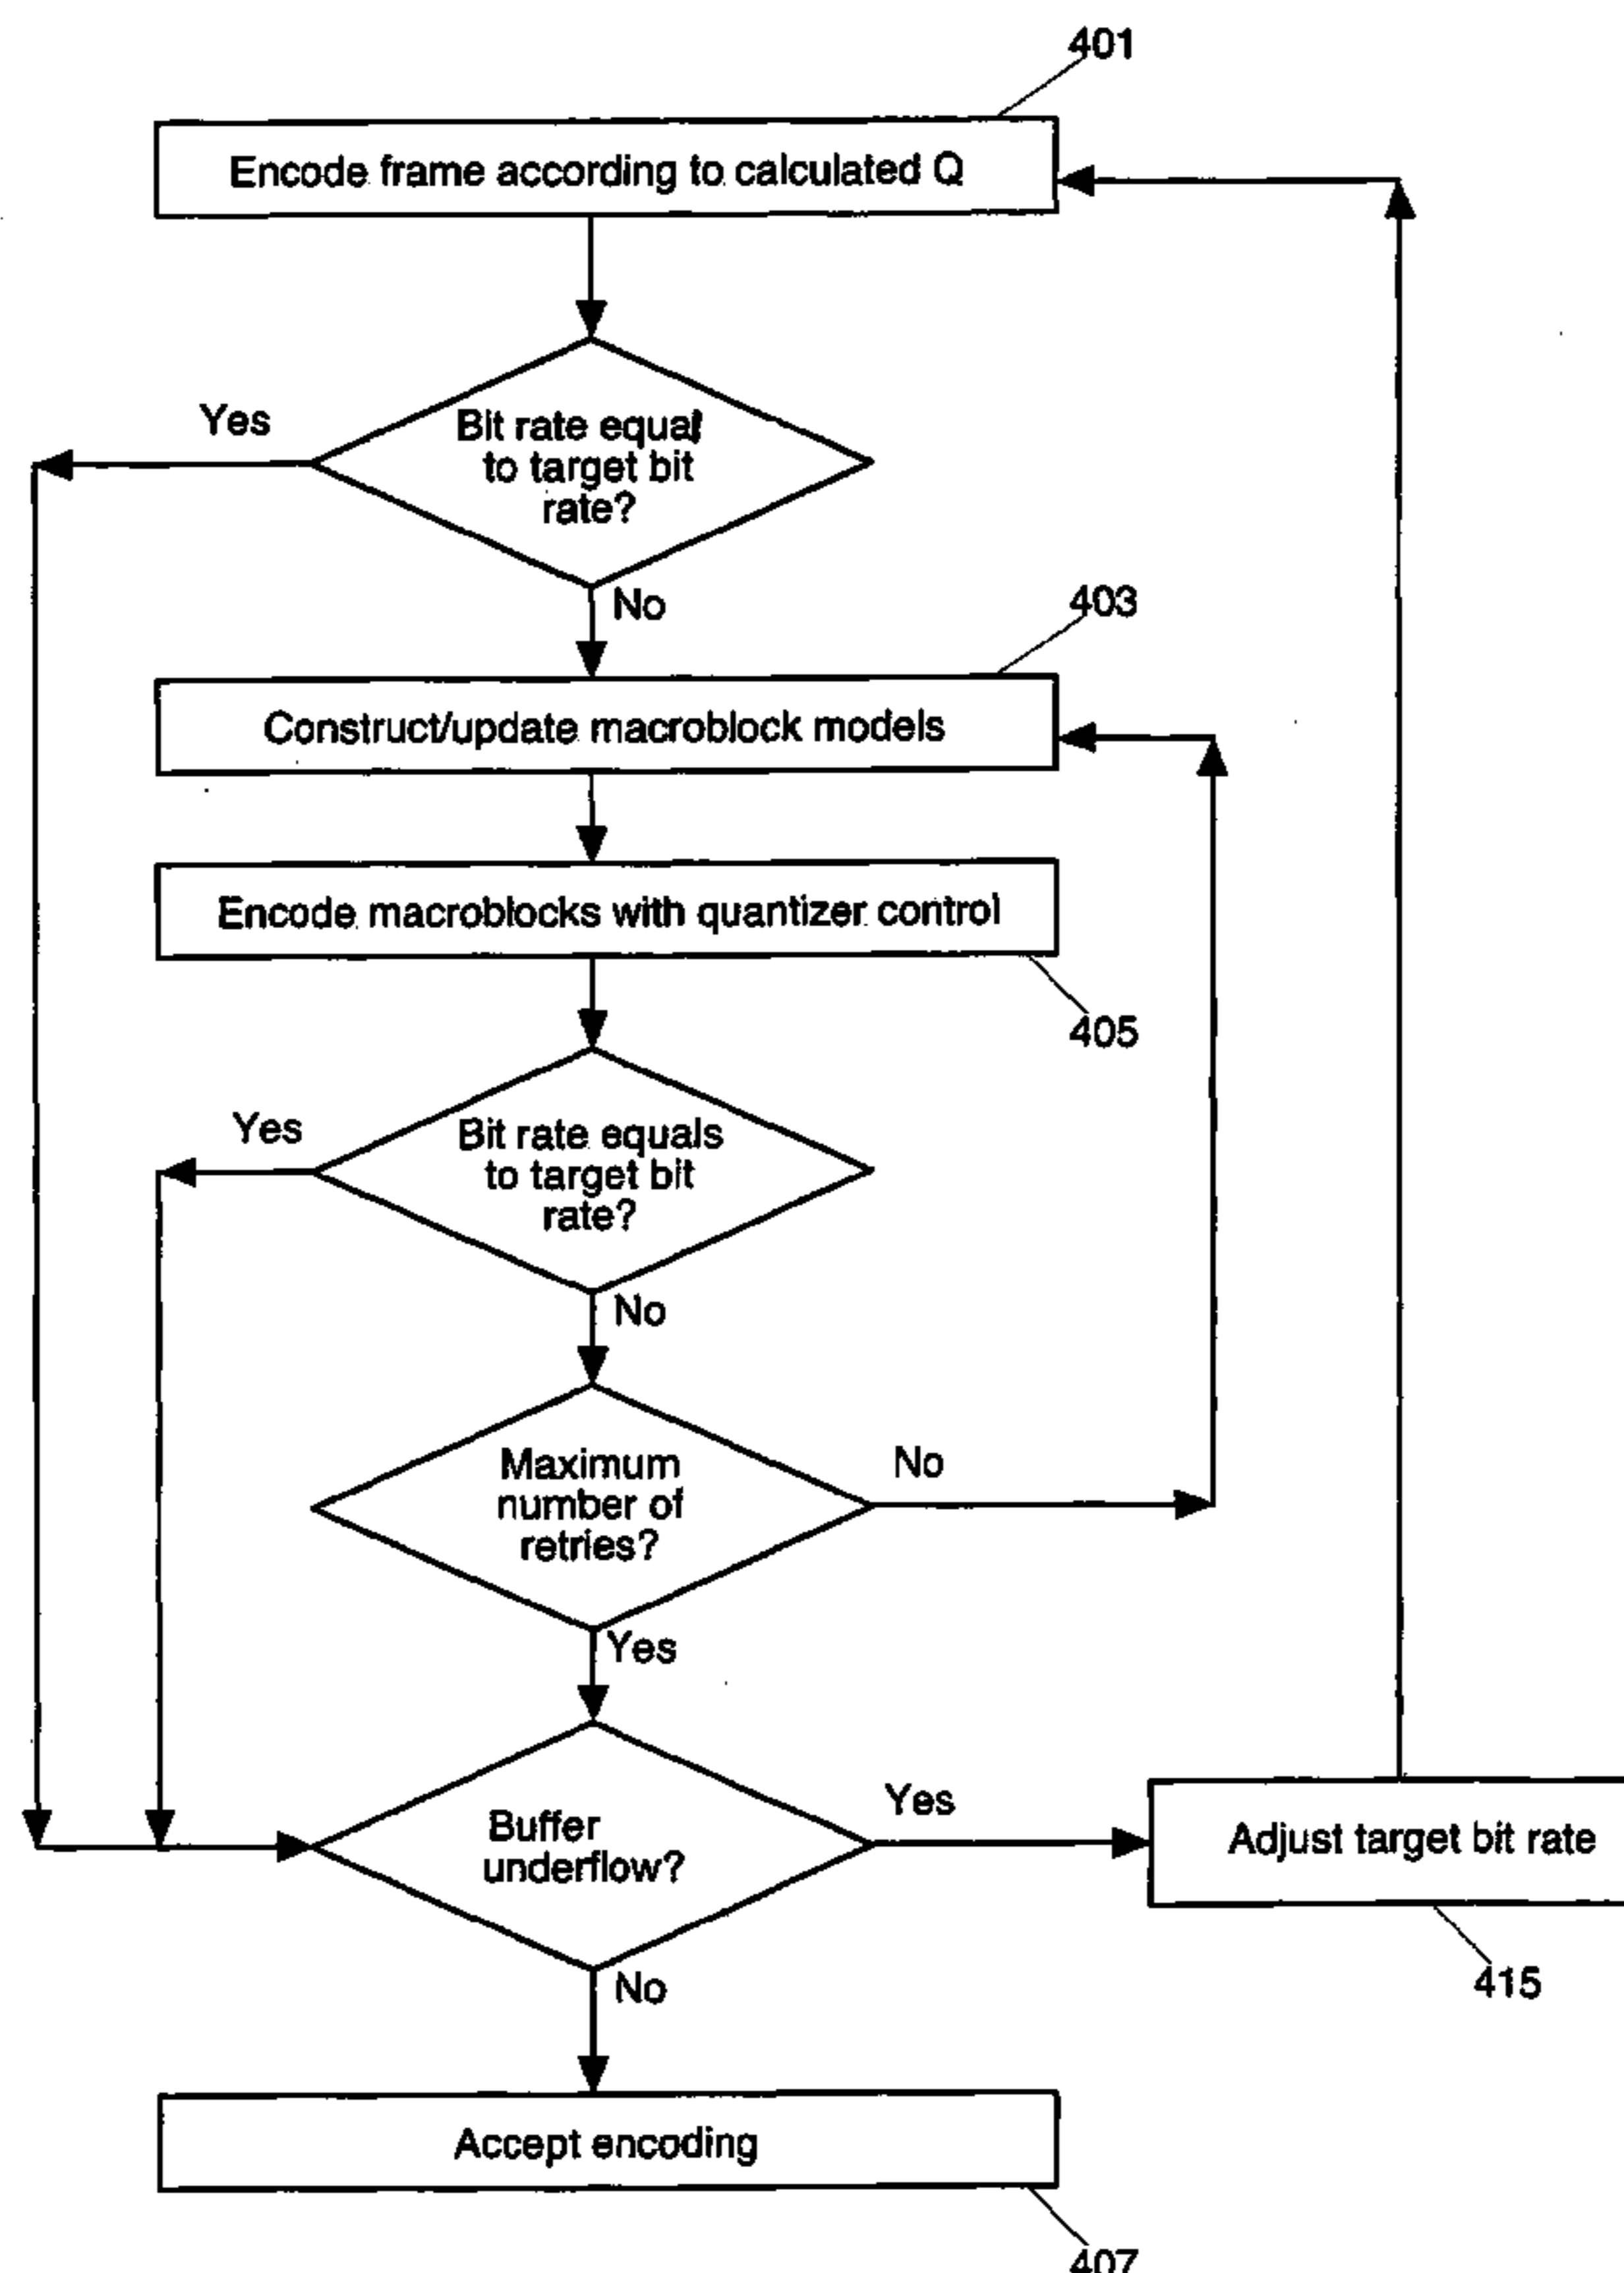 401
Encode frame according to calculated Q
Yes
Bit rate equal
to target bit
rate?
No
403
Construct/update macroblock models
Encode macroblocks with quantizer control
405
Yes
Bit rate equals
to target bit
rate?
No
Maximum
number of
retries?
No
Yes
Buffer
underflow?
Yes
Adjust target bit rate
415
No
Accept encoding
407